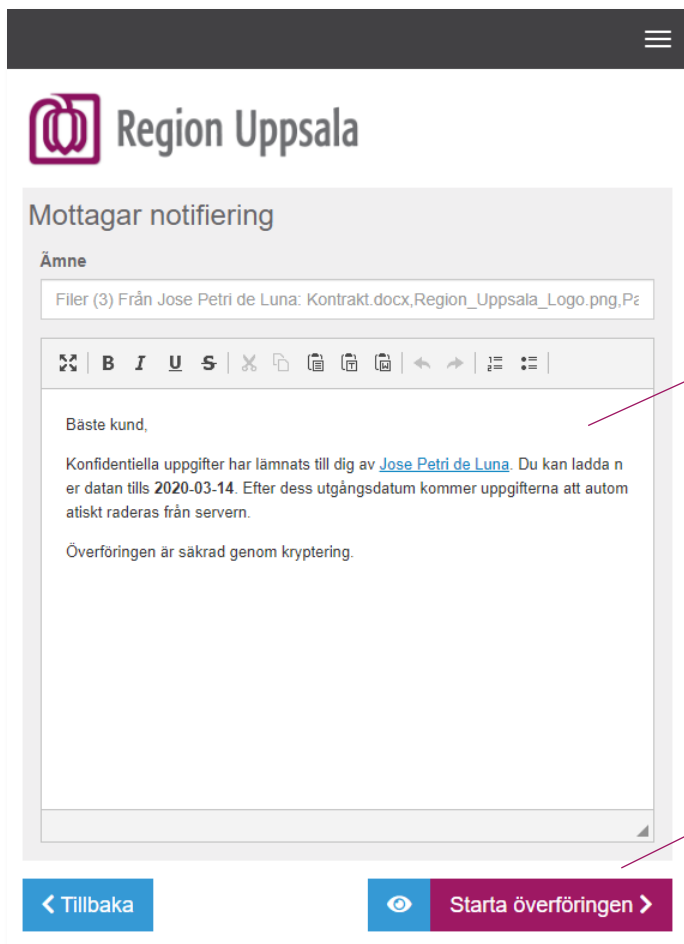 Region Uppsala
Mottagar notifiering
Ämne
Filer (3) Från Jose Petri de Luna: Kontrakt.docx,Region_Uppsala_Logo.png,Pa
B I U S
Bäste kund,
Konfidentiella uppgifter har lämnats till dig av Jose Petri de Luna. Du kan ladda n
er datan tills 2020-03-14. Efter dess utgångsdatum kommer uppgifterna att autom
atiskt raderas från servern.
Överföringen är säkrad genom kryptering.
Tillbaka
Starta överföringen